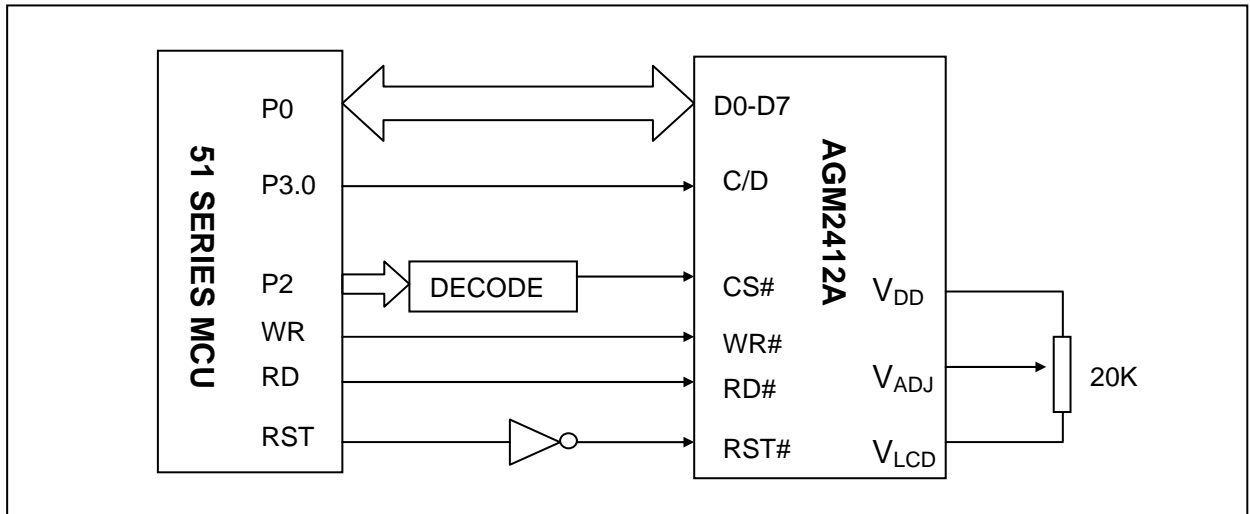 51 SERIES MCU
P0
P3.0
P2
WR
RD
RST
DECODE
AGM2412A
D0-D7
C/D
CS#
WR#
RD#
RST#
VDD
VADJ
VLCD
20K